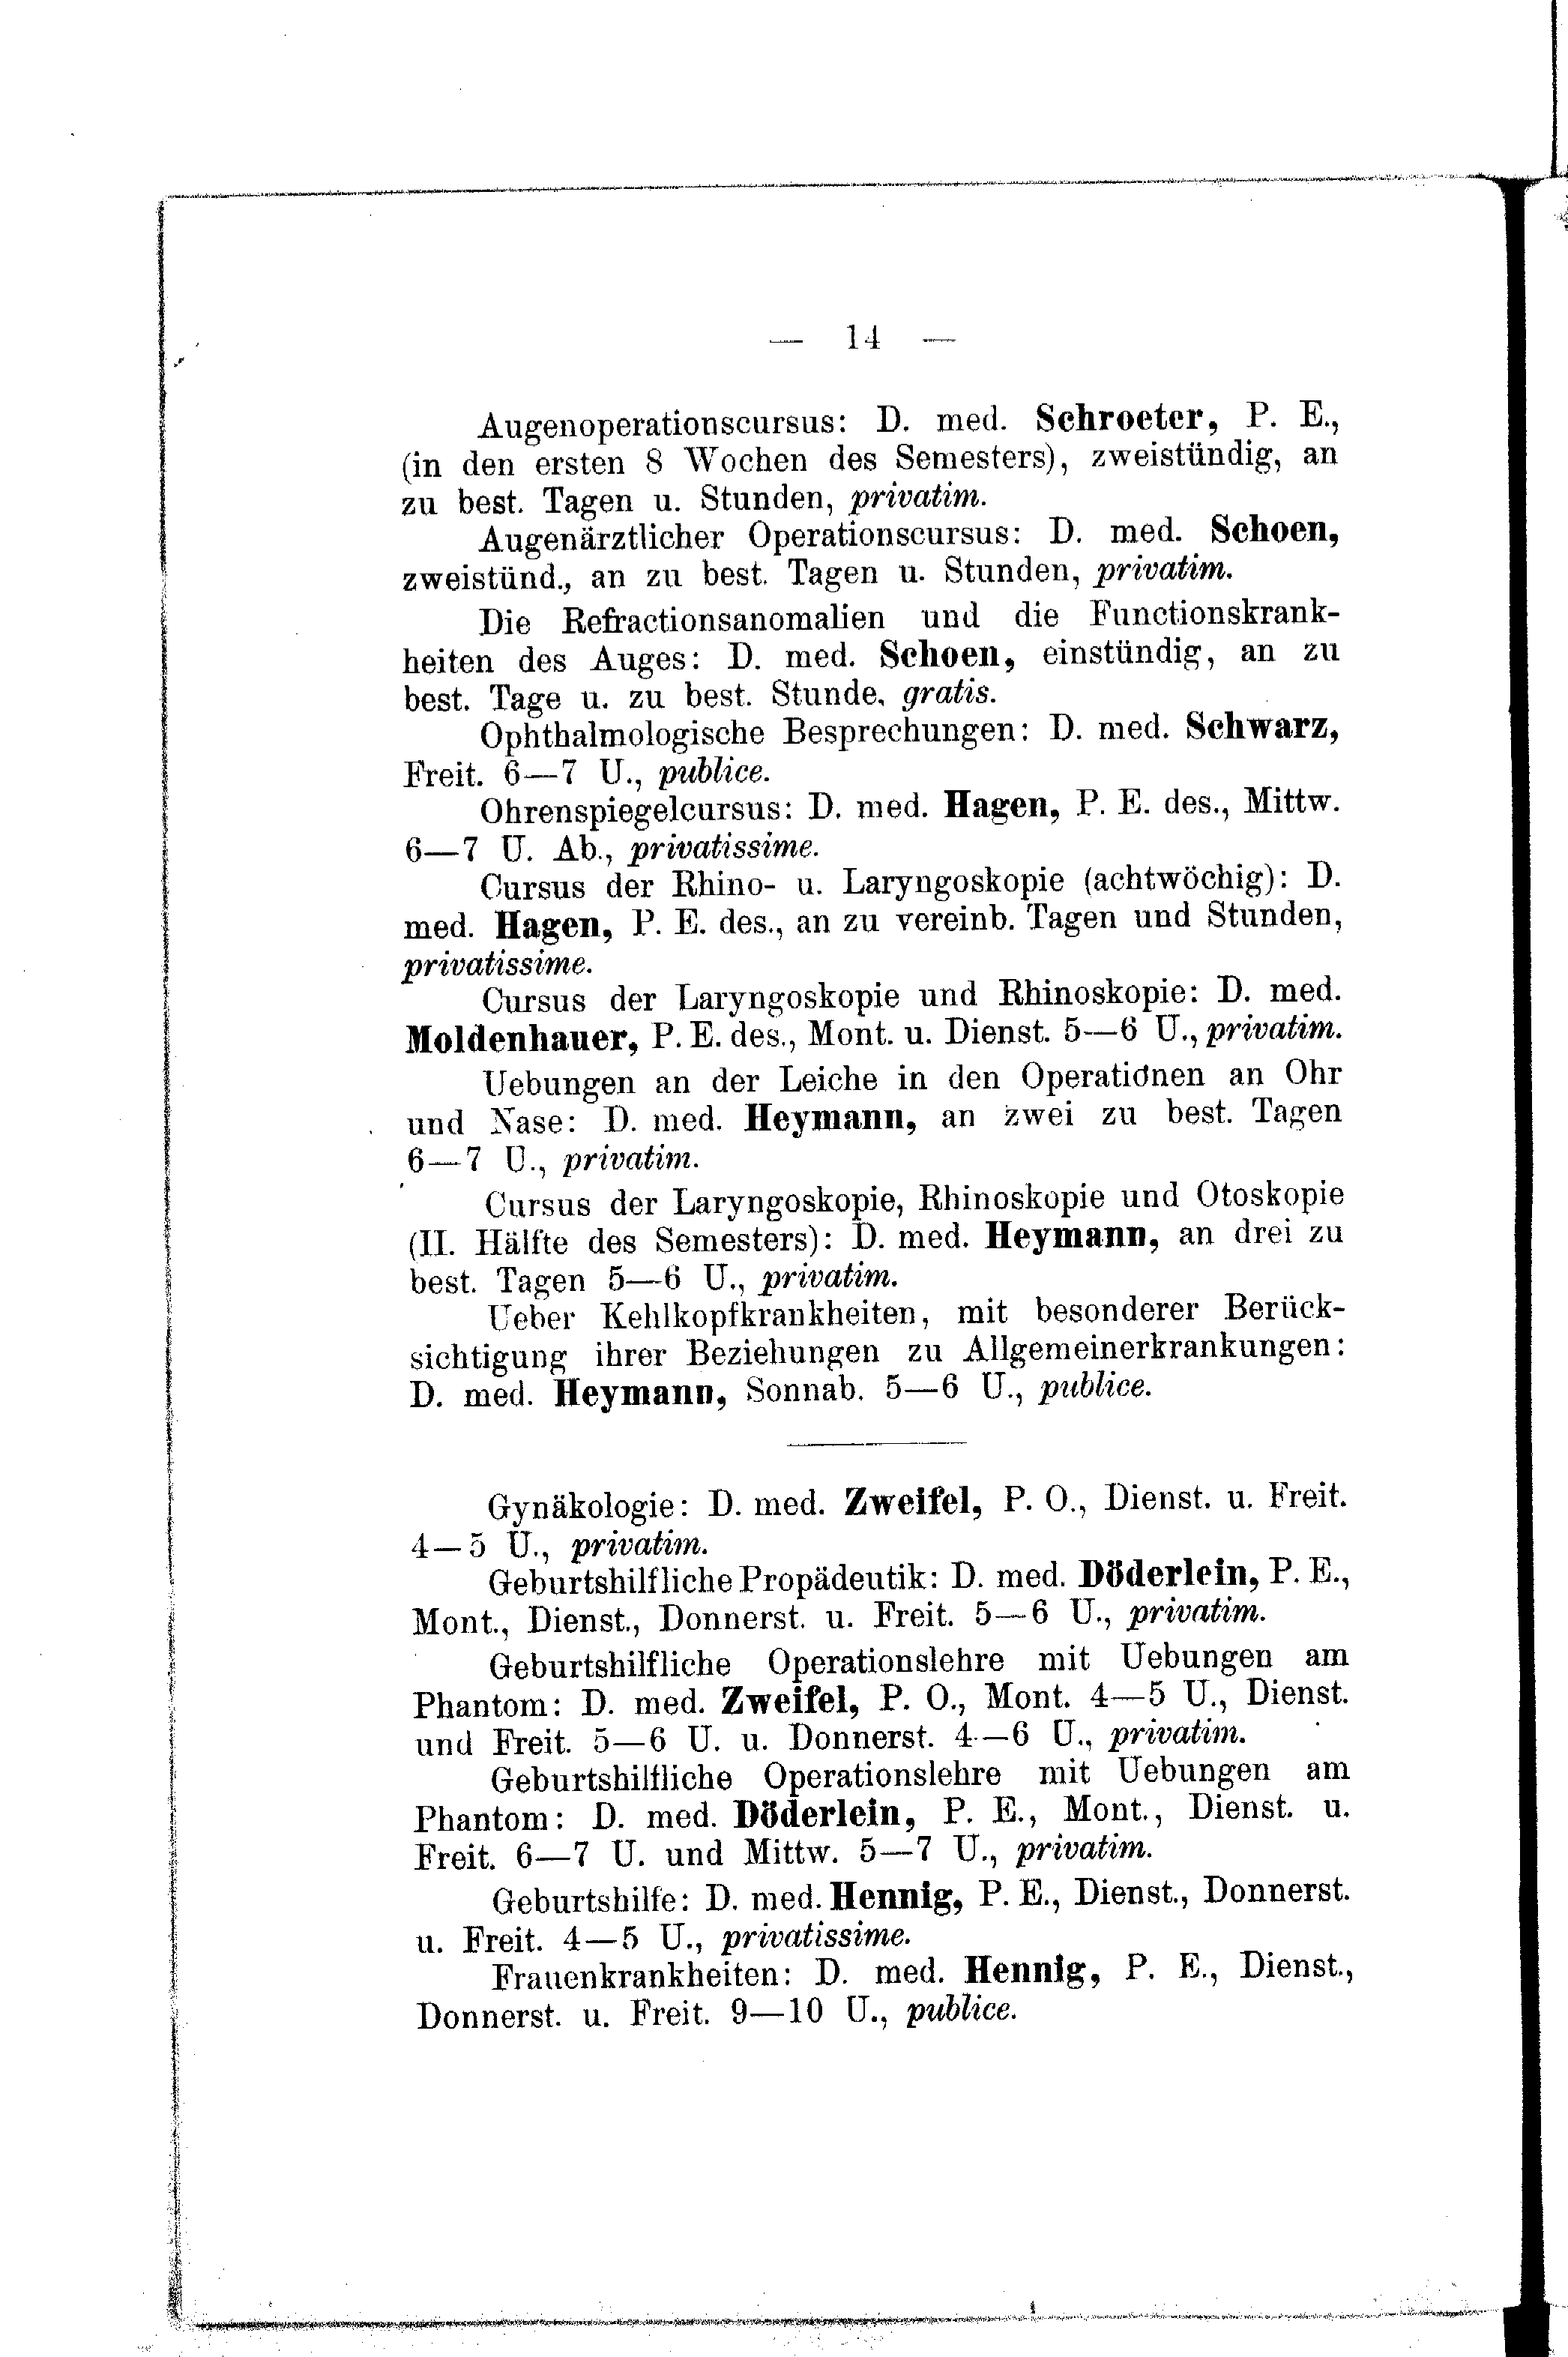 — 14 —
Augenoperationscursus: D. med. Schroeter, P. E.,
(in den ersten 8 Wochen des Semesters), zweistündig, an
zu best. Tagen u. Stunden, privatim.
Augenärztlicher Operationscursus: D. med. Schoen,
zweistünd., an zu best. Tagen u. Stunden, privatim.
Die Refractionsanomalien und die Functionskrank-
heiten des Auges: D. med. Schoen, einstündig, an zu
best. Tage u. zu best. Stunde, gratis.
Ophthalmologische Besprechungen: D. med. Schwarz,
Freit. 6—7 U., publice.
Ohrenspiegelcursus: D. med. Hagen, P. E. des., Mittw.
6—7 U. Ab., privatissime.
Cursus der Rhino- u. Laryngoskopie (achtwöchig): D.
med. Hagen, P. E. des., an zu vereinb. Tagen und Stunden,
privatissime.
Cursus der Laryngoskopie und Rhinoskopie: D. med.
Moldenhauer, P. E. des., Mont. u. Dienst. 5—6 U., privatim.
Uebungen an der Leiche in den Operationen an Ohr
und Nase: D. med. Heymann, an zwei zu best. Tagen
6—7 U., privatim.
Cursus der Laryngoskopie, Rhinoskopie und Otoskopie
(II. Hälfte des Semesters): D. med. Heymann, an drei zu
best. Tagen 5—6 U., privatim.
Ueber Kehlkopfkrankheiten, mit besonderer Berück-
sichtigung ihrer Beziehungen zu Allgemeinerkrankungen:
D. med. Heymann, Sonnab. 5—6 U., publice.
Gynäkologie: D. med. Zweifel, P. O., Dienst. u. Freit.
4—5 U., privatim.
Geburtshilfliche Propädeutik: D. med. Döderlein, P. E.,
Mont., Dienst., Donnerst. u. Freit. 5—6 U., privatim.
Geburtshilfliche Operationslehre mit Uebungen am
Phantom: D. med. Zweifel, P. O., Mont. 4—5 U., Dienst.
und Freit. 5—6 U. u. Donnerst. 4—6 U., privatim.
Geburtshilfliche Operationslehre mit Uebungen am
Phantom: D. med. Döderlein, P. E., Mont., Dienst. u.
Freit. 6—7 U. und Mittw. 5—7 U., privatim.
Geburtshilfe: D. med. Hennig, P. E., Dienst., Donnerst.
u. Freit. 4—5 U., privatissime.
Frauenkrankheiten: D. med. Hennig, P. E., Dienst.,
Donnerst. u. Freit. 9—10 U., publice.